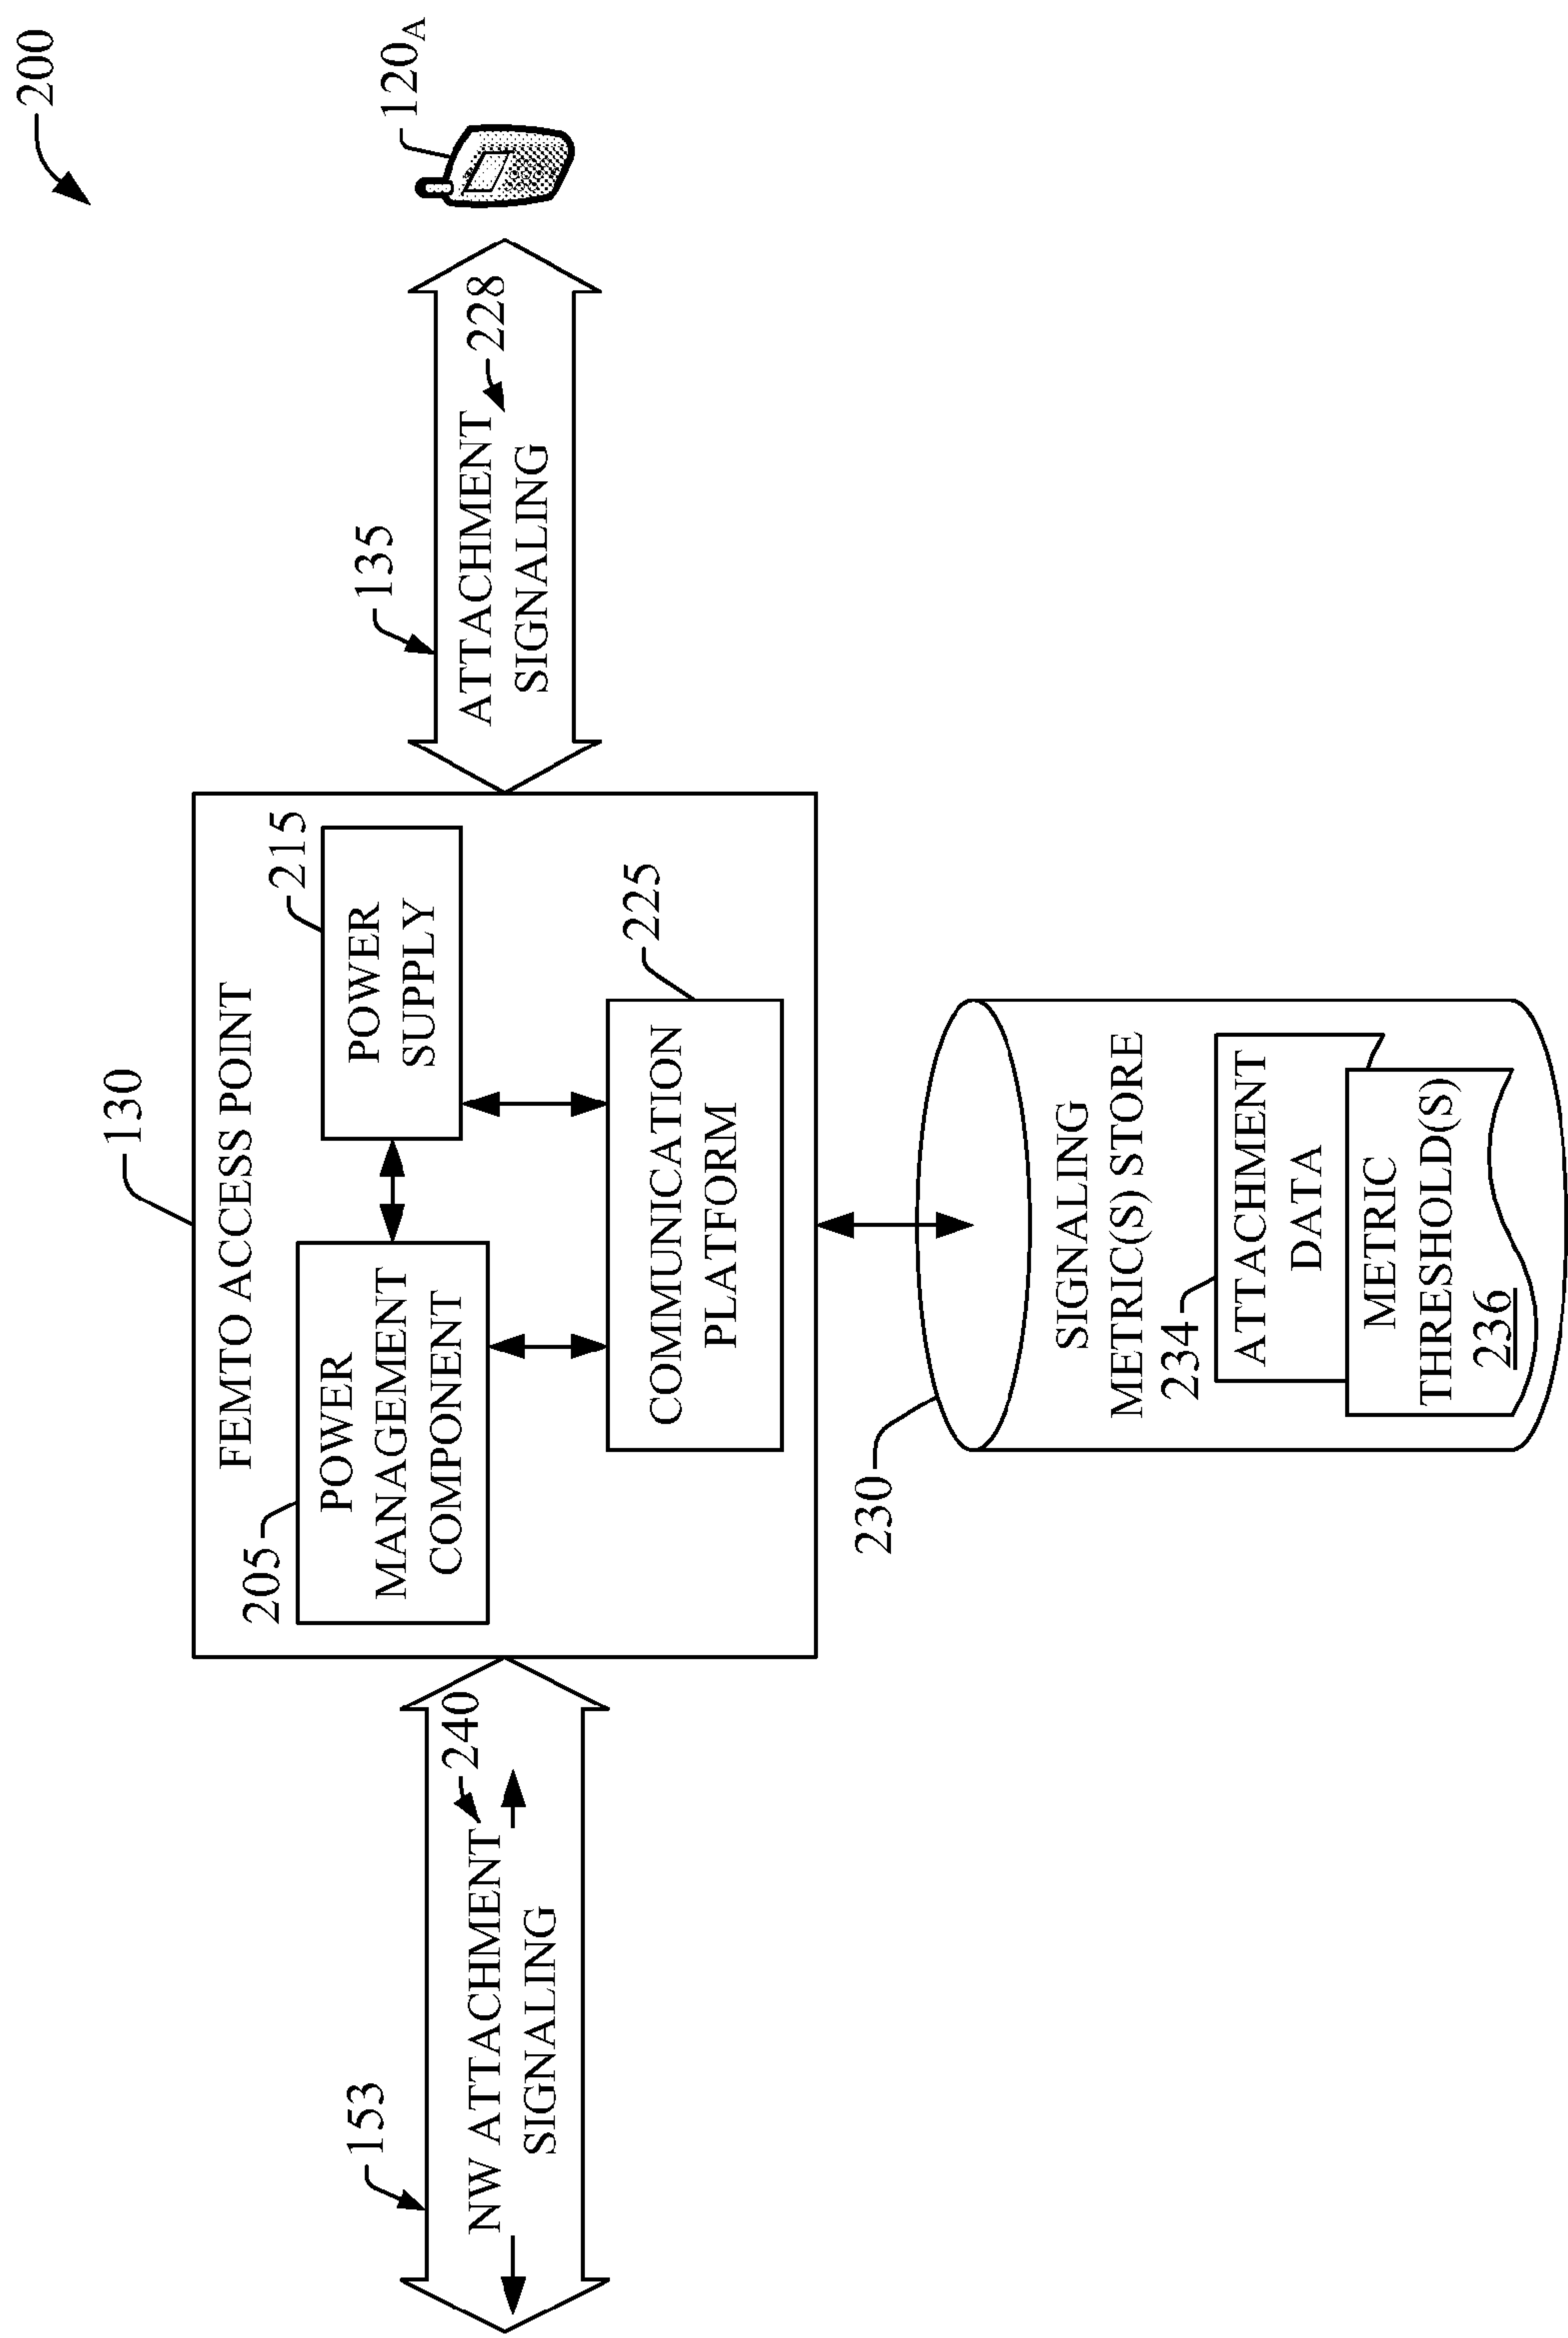 200
130
FEMTO ACCESS POINT
205
POWER
MANAGEMENT
COMPONENT
215
POWER
SUPPLY
COMMUNICATION
PLATFORM
225
153
NW ATTACHMENT
SIGNALING
240
135
ATTACHMENT
SIGNALING
228
120A
230
SIGNALING
METRIC(S) STORE
234
ATTACHMENT
DATA
METRIC
THRESHOLD(S)
236